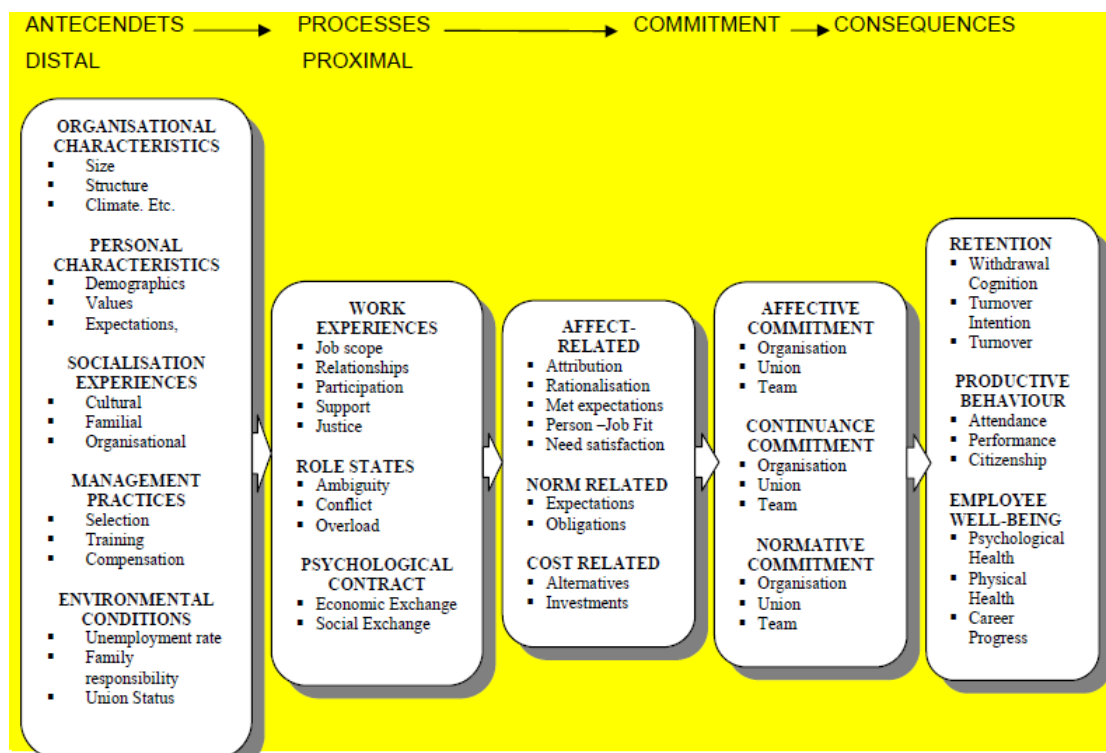 ANTECENDETS
PROCESSES
COMMITMENT
CONSEQUENCES
DISTAL
PROXIMAL
ORGANISATIONAL
CHARACTERISTICS
▪ Size
▪ Structure
▪ Climate. Etc.
PERSONAL
CHARACTERISTICS
▪ Demographics
▪ Values
▪ Expectations,
SOCIALISATION
EXPERIENCES
▪ Cultural
▪ Familial
▪ Organisational
MANAGEMENT
PRACTICES
▪ Selection
▪ Training
▪ Compensation
ENVIRONMENTAL
CONDITIONS
▪ Unemployment rate
▪ Family
responsibility
▪ Union Status
WORK
EXPERIENCES
▪ Job scope
▪ Relationships
▪ Participation
▪ Support
▪ Justice
ROLE STATES
▪ Ambiguity
▪ Conflict
▪ Overload
PSYCHOLOGICAL
CONTRACT
▪ Economic Exchange
▪ Social Exchange
AFFECT-
RELATED
▪ Attribution
▪ Rationalisation
▪ Met expectations
▪ Person –Job Fit
▪ Need satisfaction
NORM RELATED
▪ Expectations
▪ Obligations
COST RELATED
▪ Alternatives
▪ Investments
AFFECTIVE
COMMITMENT
▪ Organisation
▪ Union
▪ Team
CONTINUANCE
COMMITMENT
▪ Organisation
▪ Union
▪ Team
NORMATIVE
COMMITMENT
▪ Organisation
▪ Union
▪ Team
RETENTION
▪ Withdrawal
Cognition
▪ Turnover
Intention
▪ Turnover
PRODUCTIVE
BEHAVIOUR
▪ Attendance
▪ Performance
▪ Citizenship
EMPLOYEE
WELL-BEING
▪ Psychological
Health
▪ Physical
Health
▪ Career
Progress